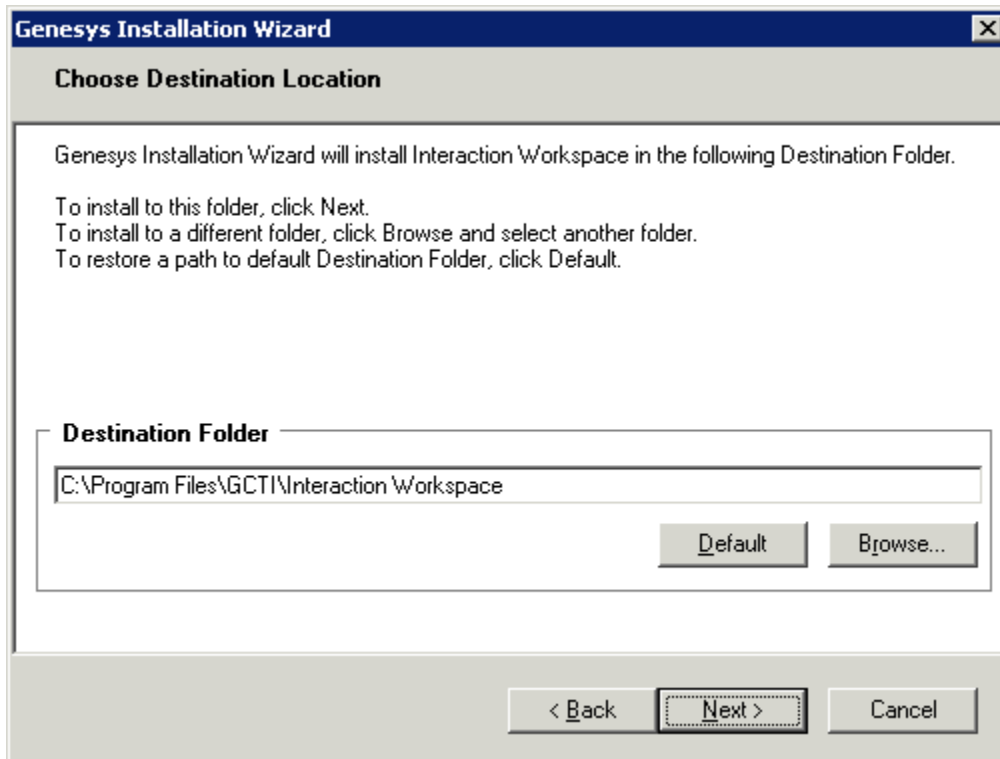 Genesys Installation Wizard
Choose Destination Location
Genesys Installation Wizard will install Interaction Workspace in the following Destination Folder.
To install to this folder, click Next.
To install to a different folder, click Browse and select another folder.
To restore a path to default Destination Folder, click Default.
Destination Folder
C:\Program Files\GCTI\Interaction Workspace
Default Browse...
< Back Next > Cancel